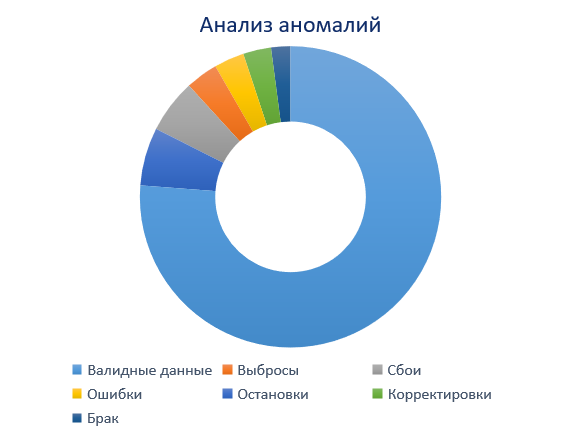 Анализ аномалий
Валидные данные Выбросы Сбои
Ошибки Остановки Корректировки
Брак